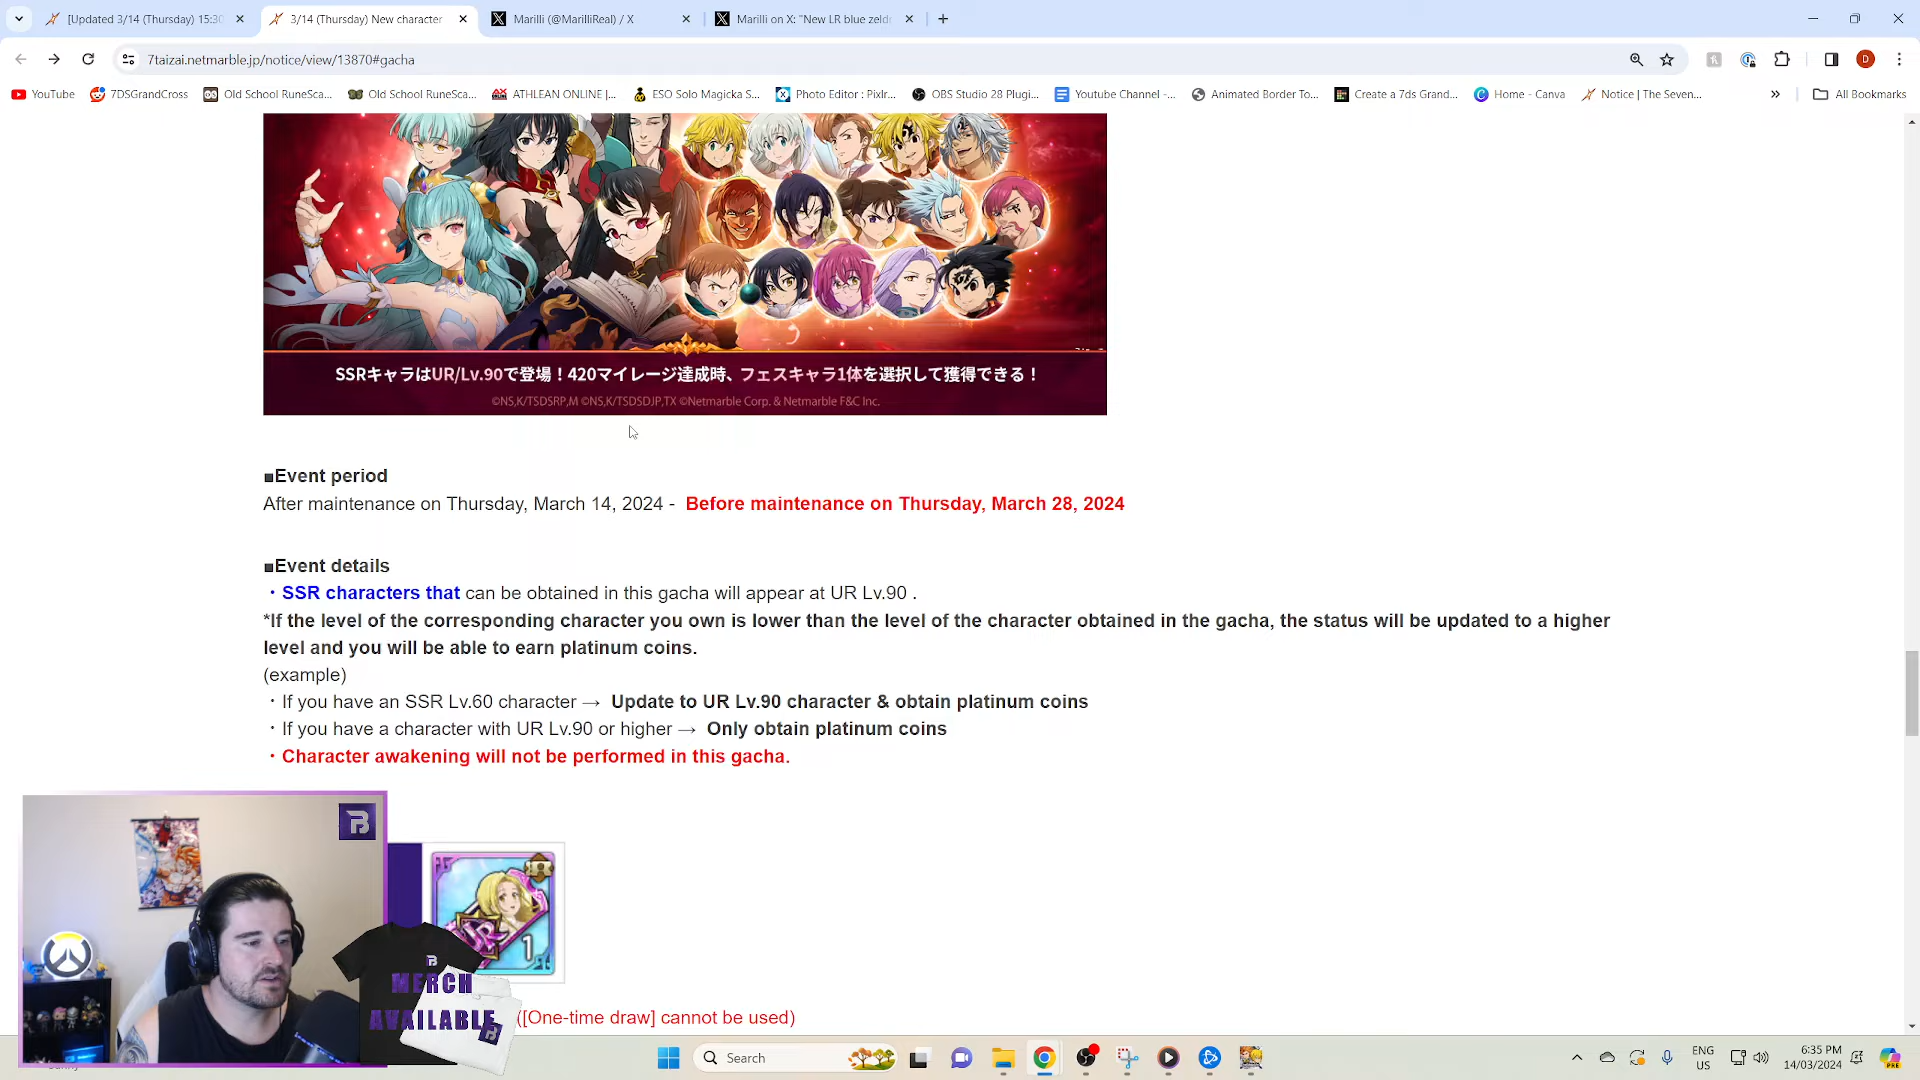 [Updated 3/14 (Thursday) 15:30
3/14 (Thursday) New character
Marilli (@MarilliReal) / X
Marilli on X: "New LR blue zeldr
7taizai.netmarble.jp/notice/view/13870#gacha
YouTube
7DSGrandCross
Old School RuneSca...
Old School RuneSca...
ATHLEAN ONLINE |...
ESO Solo Magicka S...
Photo Editor : Pixlr...
OBS Studio 28 Plugi...
Youtube Channel -...
Animated Border To...
Create a 7ds Grand...
Home - Canva
Notice | The Seven...
»
All Bookmarks
SSRキャラはUR/Lv.90で登場！420マイレージ達成時、フェスキャラ1体を選択して獲得できる！
©NS,K/TSDSRP,M ©NS,K/TSDSDJP,TX ©Netmarble Corp. & Netmarble F&C Inc.
■Event period
After maintenance on Thursday, March 14, 2024 - Before maintenance on Thursday, March 28, 2024
■Event details
・SSR characters that can be obtained in this gacha will appear at UR Lv.90 .
*If the level of the corresponding character you own is lower than the level of the character obtained in the gacha, the status will be updated to a higher
level and you will be able to earn platinum coins.
(example)
・If you have an SSR Lv.60 character → Update to UR Lv.90 character & obtain platinum coins
・If you have a character with UR Lv.90 or higher → Only obtain platinum coins
・Character awakening will not be performed in this gacha.
UR
1
MERCH
AVAILABLE
([One-time draw] cannot be used)
Search
ENG
US
6:35 PM
14/03/2024